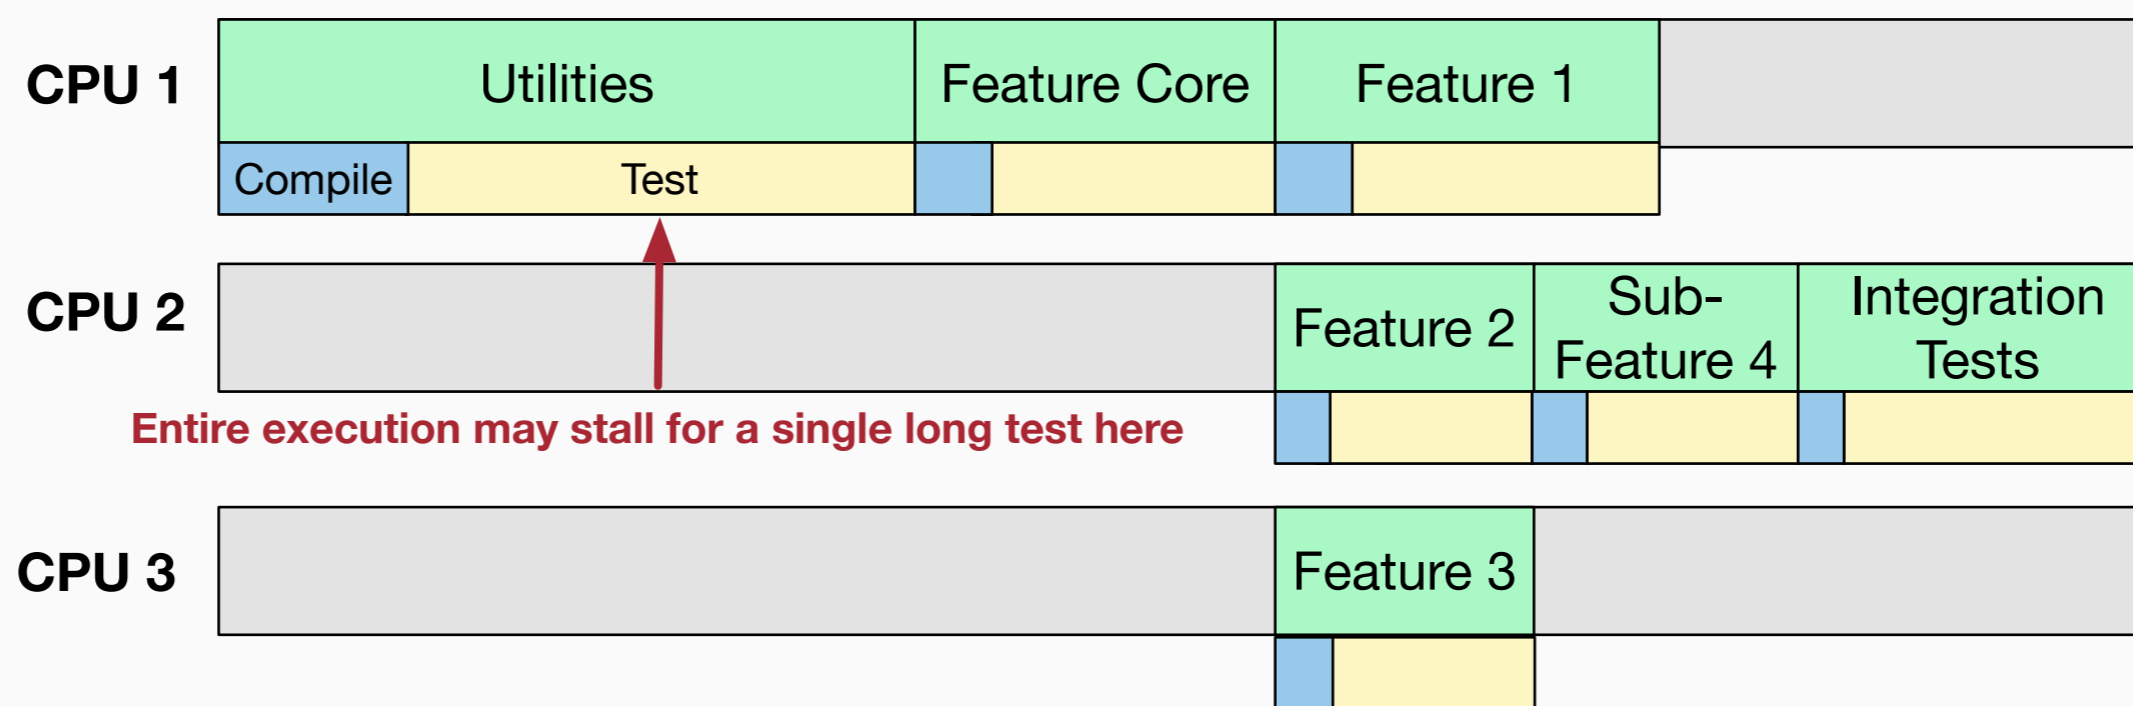 CPU 1
Utilities
Feature Core
Feature 1
Compile
Test
CPU 2
Feature 2
Sub-
Feature 4
Integration
Tests
Entire execution may stall for a single long test here
CPU 3
Feature 3